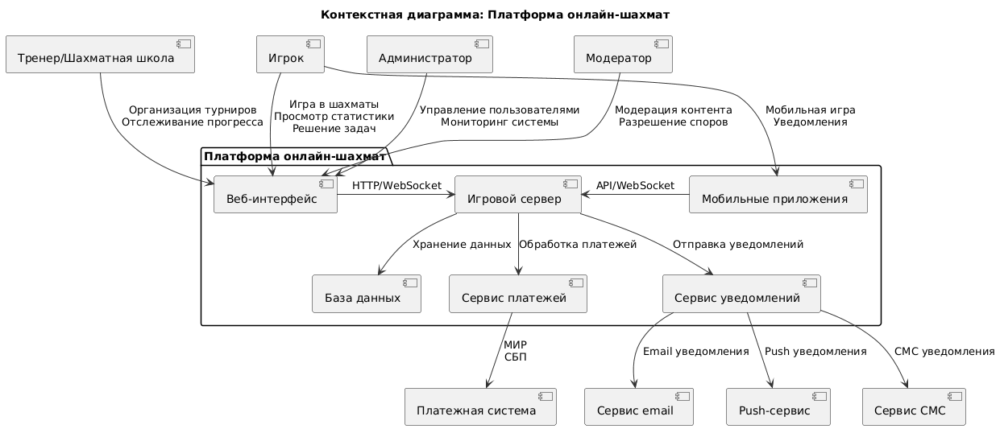 Контекстная диаграмма: Платформа онлайн-шахмат
Тренер/Шахматная школа
Игрок
Администратор
Модератор
Организация турниров
Отслеживание прогресса
Игра в шахматы
Просмотр статистики
Решение задач
Управление пользователями
Мониторинг системы
Модерация контента
Разрешение споров
Мобильная игра
Уведомления
Платформа онлайн-шахмат
Веб-интерфейс
HTTP/WebSocket
Игровой сервер
API/WebSocket
Мобильные приложения
Хранение данных
Обработка платежей
Отправка уведомлений
База данных
Сервис платежей
Сервис уведомлений
МИР
СБП
Email уведомления
Push уведомления
СМС уведомления
Платежная система
Сервис email
Push-сервис
Сервис СМС